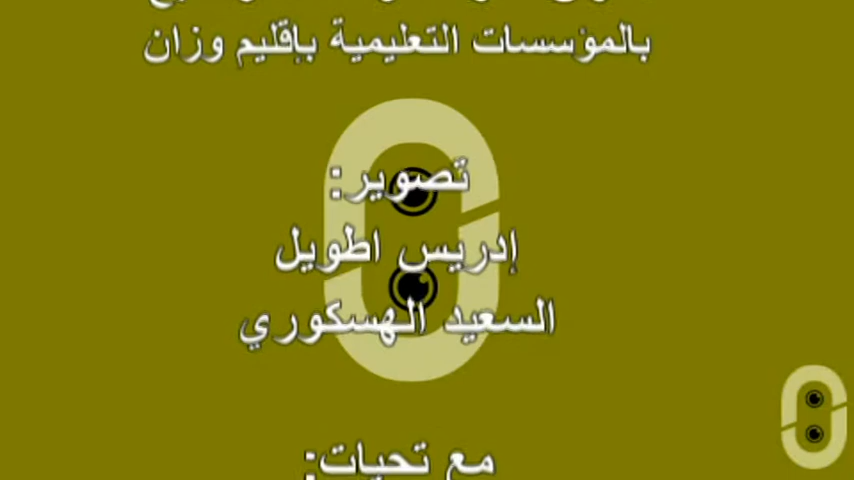 بالمؤسسات التعليمية بإقليم وزان
تصوير:
إدريس اطويل
السعيد الهسكوري
مع تحيات: